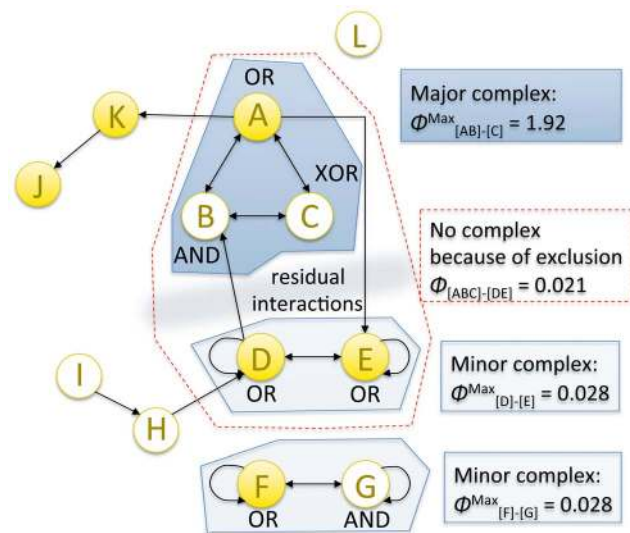 L
OR
A
K
J
XOR
B
C
AND
Major complex:
Φ^Max_[AB]-[C] = 1.92
No complex
because of exclusion
Φ_[ABC]-[DE] = 0.021
residual
interactions
I
H
D
E
OR
OR
Minor complex:
Φ^Max_[D]-[E] = 0.028
F
G
OR
AND
Minor complex:
Φ^Max_[F]-[G] = 0.028